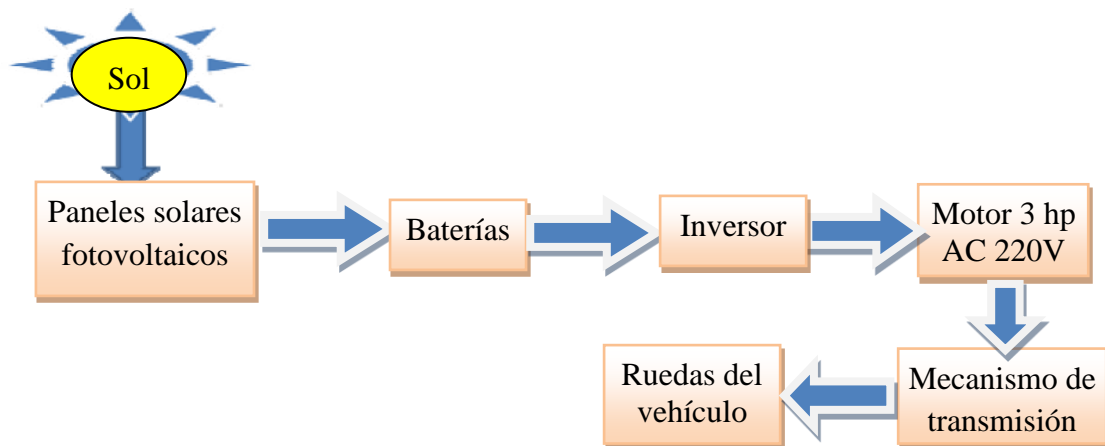 Sol
Paneles solares
fotovoltaicos
Baterías
Inversor
Motor 3 hp
AC 220V
Mecanismo de
transmisión
Ruedas del
vehículo